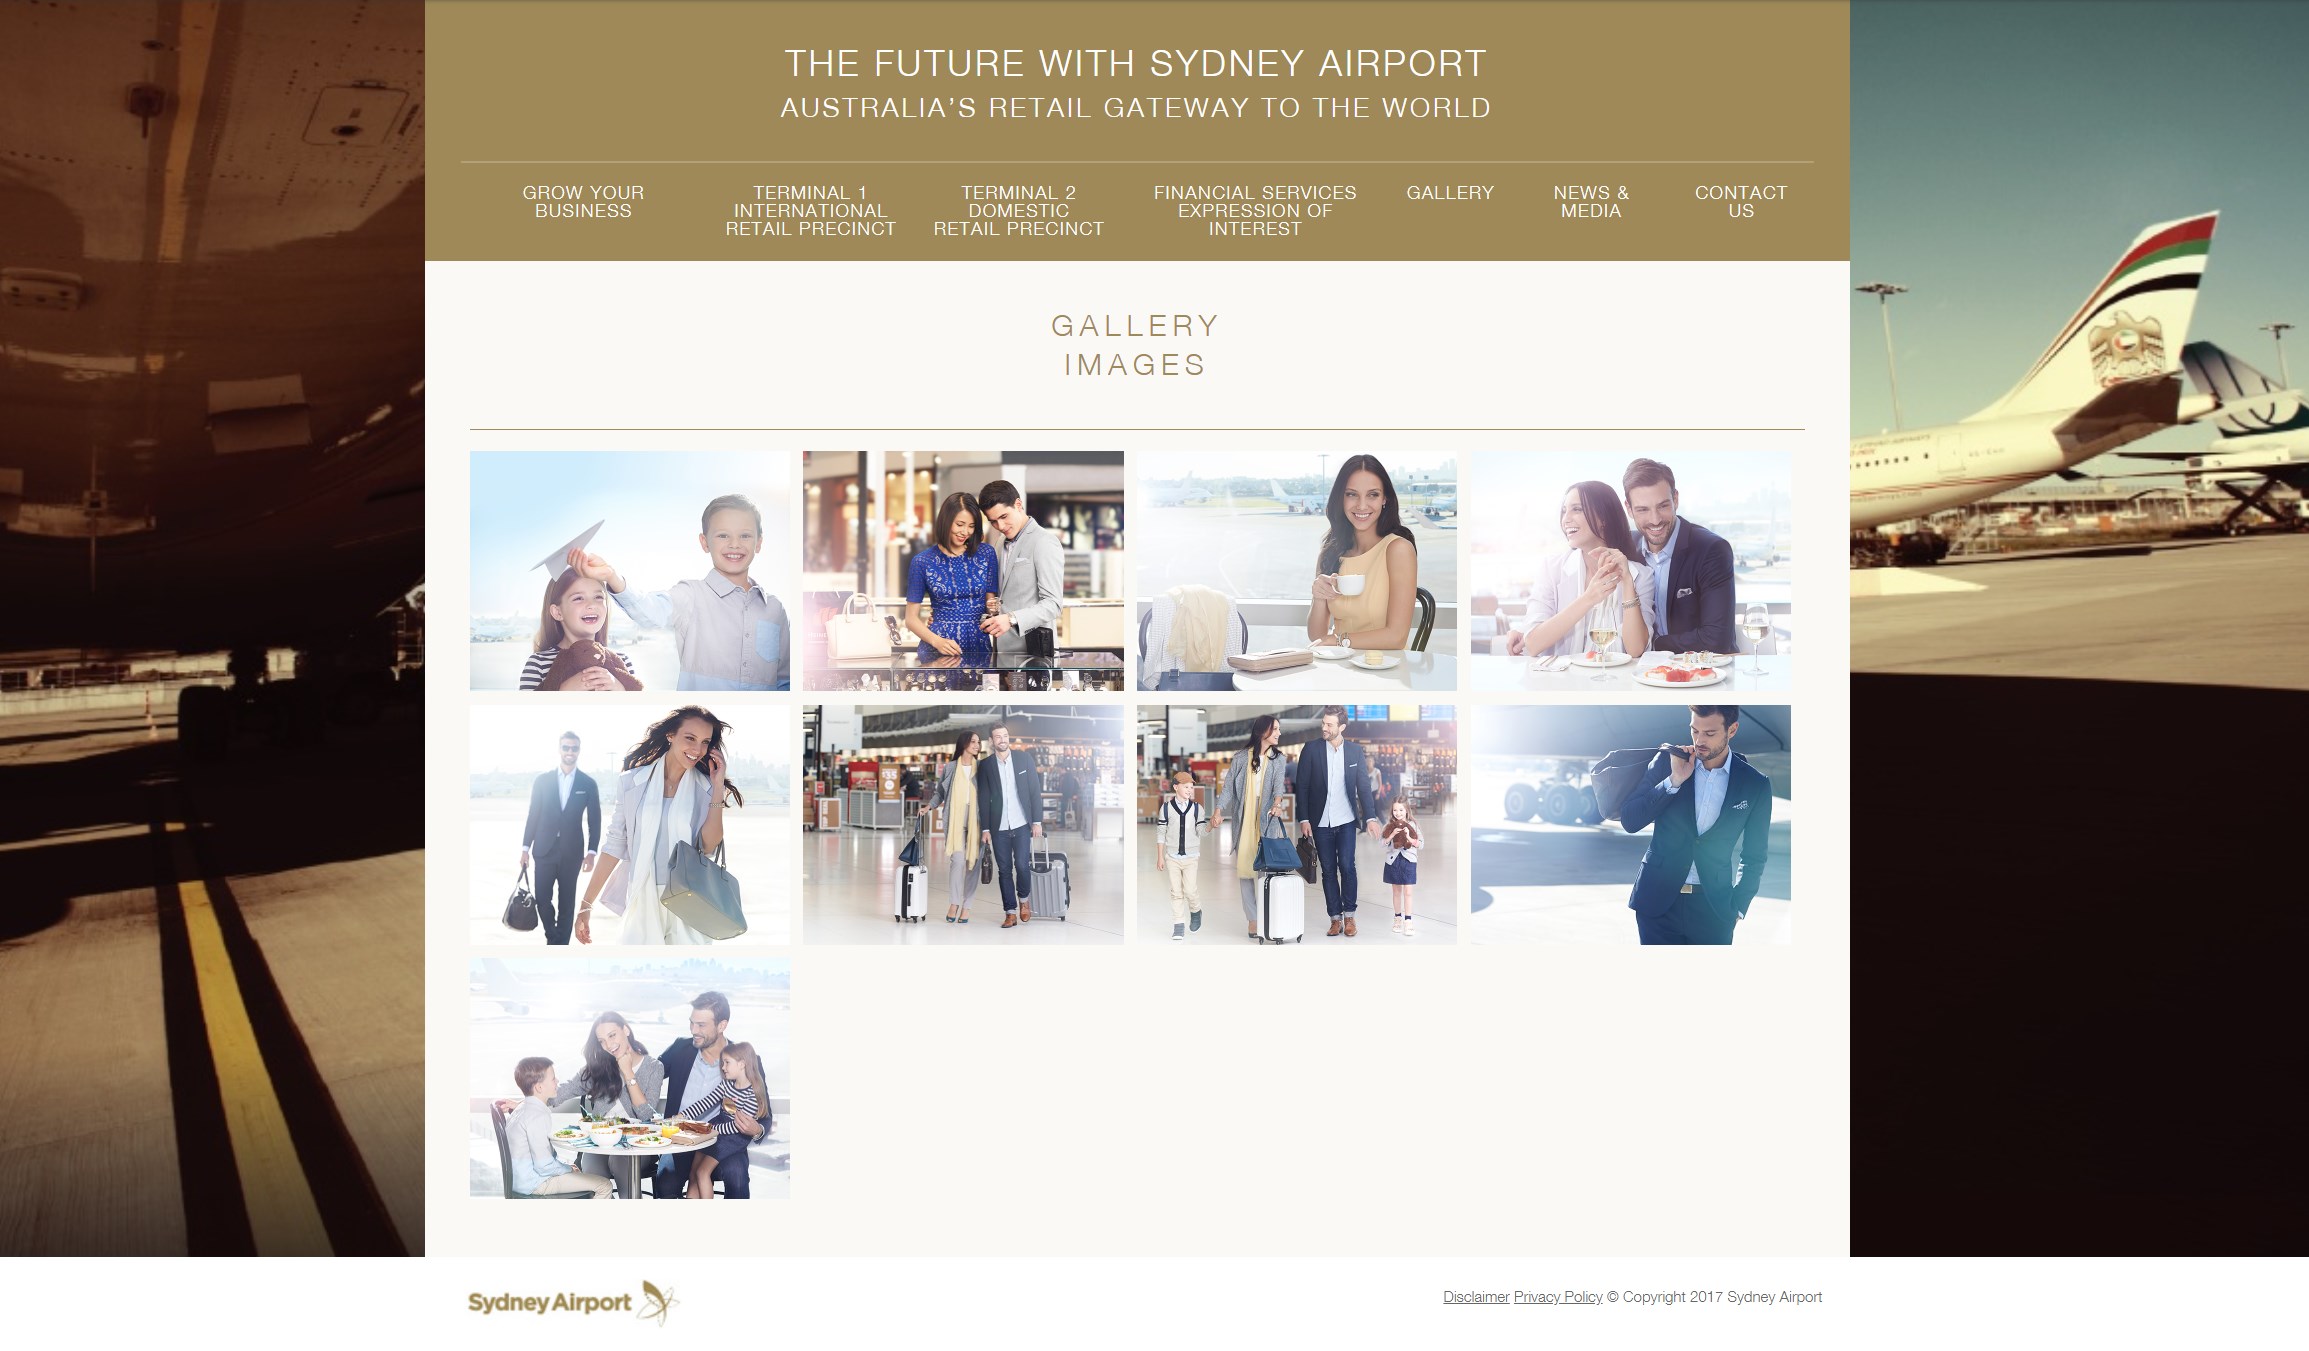 THE FUTURE WITH SYDNEY AIRPORT
AUSTRALIA’S RETAIL GATEWAY TO THE WORLD
GROW YOUR
BUSINESS
TERMINAL 1
INTERNATIONAL
RETAIL PRECINCT
TERMINAL 2
DOMESTIC
RETAIL PRECINCT
FINANCIAL SERVICES
EXPRESSION OF
INTEREST
GALLERY
NEWS &
MEDIA
CONTACT
US
GALLERY
IMAGES
Sydney Airport
Disclaimer Privacy Policy © Copyright 2017 Sydney Airport